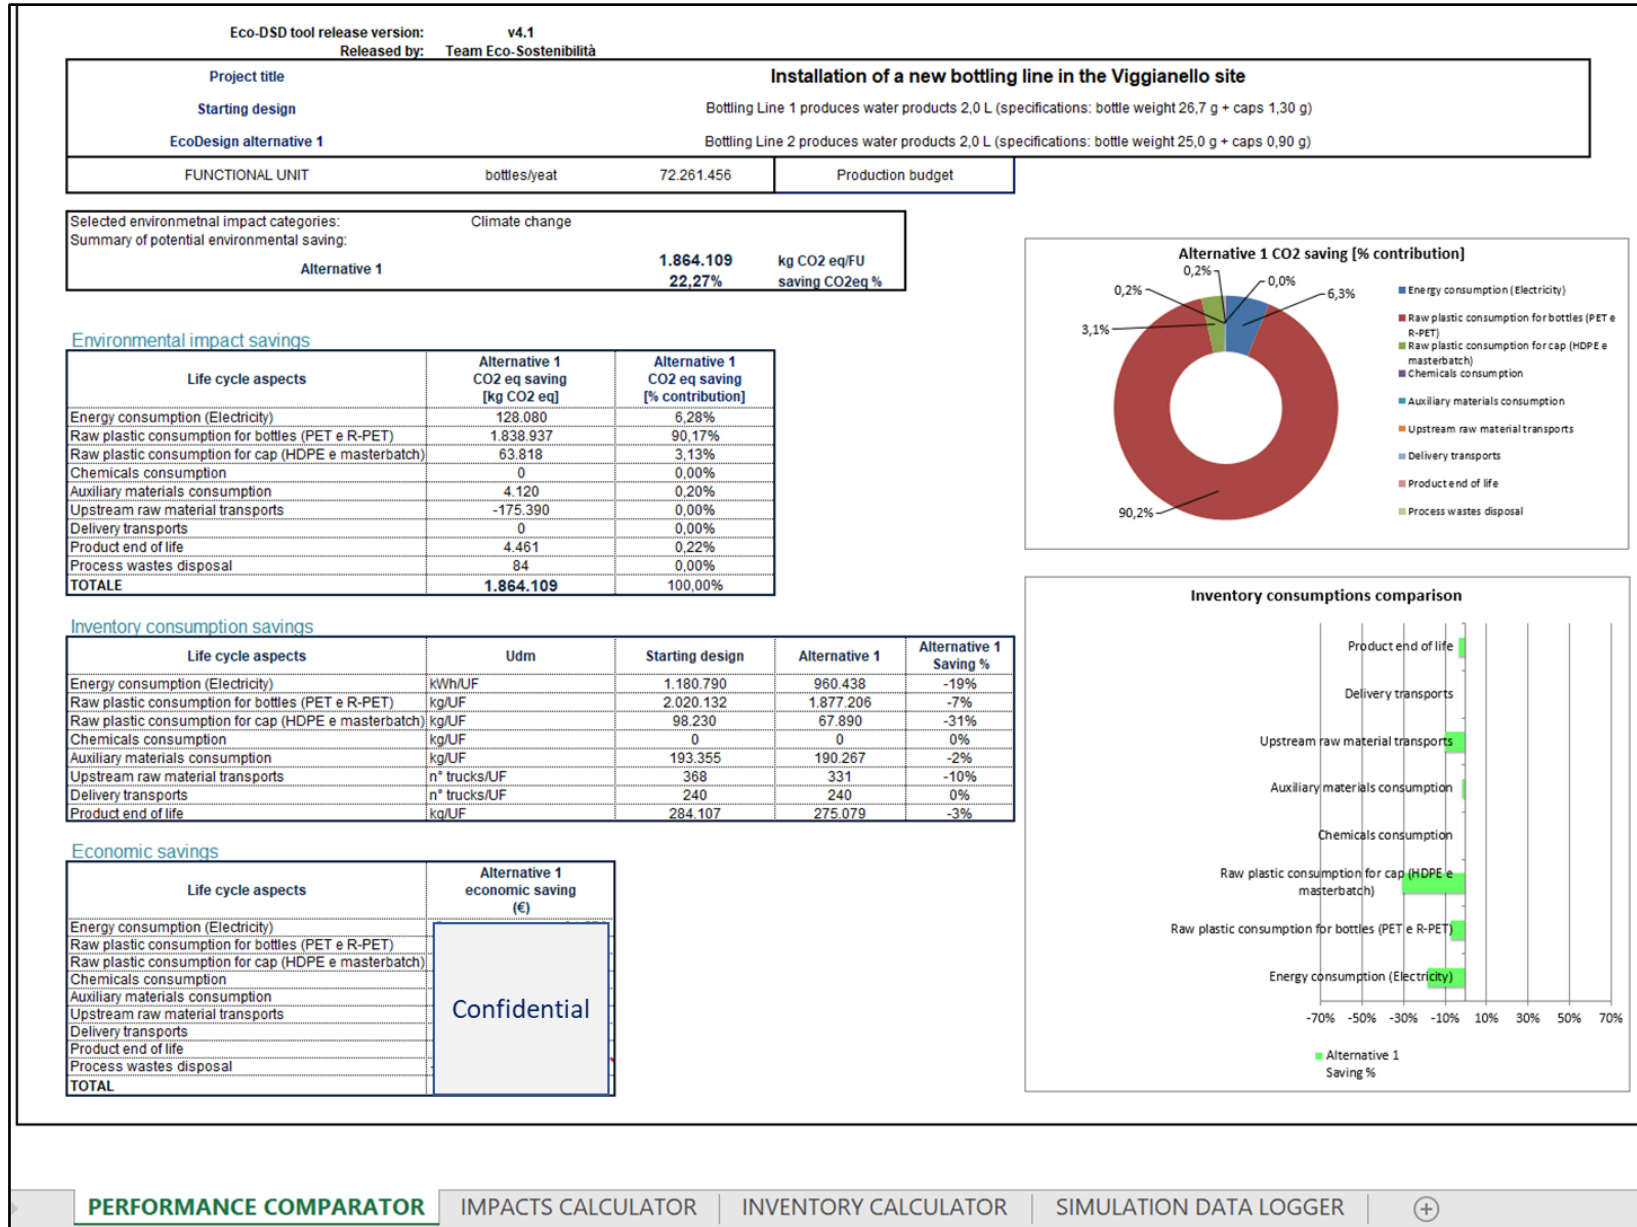 Eco-DSD tool release version: v4.1
Released by: Team Eco-Sostenibilità
Project title Installation of a new bottling line in the Viggianello site
Starting design Bottling Line 1 produces water products 2,0 L (specifications: bottle weight 26,7 g + caps 1,30 g)
EcoDesign alternative 1 Bottling Line 2 produces water products 2,0 L (specifications: bottle weight 25,0 g + caps 0,90 g)
FUNCTIONAL UNIT bottles/yeat 72.261.456 Production budget
Selected environmetnal impact categories: Climate change
Summary of potential environmental saving:
Alternative 1 1.864.109 kg CO2 eq/FU
22,27% saving CO2eq %
Environmental impact savings
Life cycle aspects Alternative 1 CO2 eq saving [kg CO2 eq] Alternative 1 CO2 eq saving [% contribution]
Energy consumption (Electricity) 128.080 6,28%
Raw plastic consumption for bottles (PET e R-PET) 1.838.937 90,17%
Raw plastic consumption for cap (HDPE e masterbatch) 63.818 3,13%
Chemicals consumption 0 0,00%
Auxiliary materials consumption 4.120 0,20%
Upstream raw material transports -175.390 0,00%
Delivery transports 0 0,00%
Product end of life 4.461 0,22%
Process wastes disposal 84 0,00%
TOTALE 1.864.109 100,00%
Inventory consumption savings
Life cycle aspects Udm Starting design Alternative 1 Alternative 1 Saving %
Energy consumption (Electricity) kWh/UF 1.180.790 960.438 -19%
Raw plastic consumption for bottles (PET e R-PET) kg/UF 2.020.132 1.877.206 -7%
Raw plastic consumption for cap (HDPE e masterbatch) kg/UF 98.230 67.890 -31%
Chemicals consumption kg/UF 0 0 0%
Auxiliary materials consumption kg/UF 193.355 190.267 -2%
Upstream raw material transports n° trucks/UF 368 331 -10%
Delivery transports n° trucks/UF 240 240 0%
Product end of life kg/UF 284.107 275.079 -3%
Economic savings
Life cycle aspects Alternative 1 economic saving (€)
Energy consumption (Electricity)
Raw plastic consumption for bottles (PET e R-PET)
Raw plastic consumption for cap (HDPE e masterbatch)
Chemicals consumption
Auxiliary materials consumption
Upstream raw material transports
Delivery transports
Product end of life
Process wastes disposal
TOTAL
Confidential
Alternative 1 CO2 saving [% contribution]
0,2%
0,0%
0,2%
6,3%
3,1%
90,2%
Energy consumption (Electricity)
Raw plastic consumption for bottles (PET e
R-PET)
Raw plastic consumption for cap (HDPE e
masterbatch)
Chemicals consumption
Auxiliary materials consumption
Upstream raw material transports
Delivery transports
Product end of life
Process wastes disposal
Inventory consumptions comparison
Product end of life
Delivery transports
Upstream raw material transports
Auxiliary materials consumption
Chemicals consumption
Raw plastic consumption for cap (HDPE e
masterbatch)
Raw plastic consumption for bottles (PET e R-PET)
Energy consumption (Electricity)
-70% -50% -30% -10% 10% 30% 50% 70%
Alternative 1
Saving %
PERFORMANCE COMPARATOR IMPACTS CALCULATOR INVENTORY CALCULATOR SIMULATION DATA LOGGER